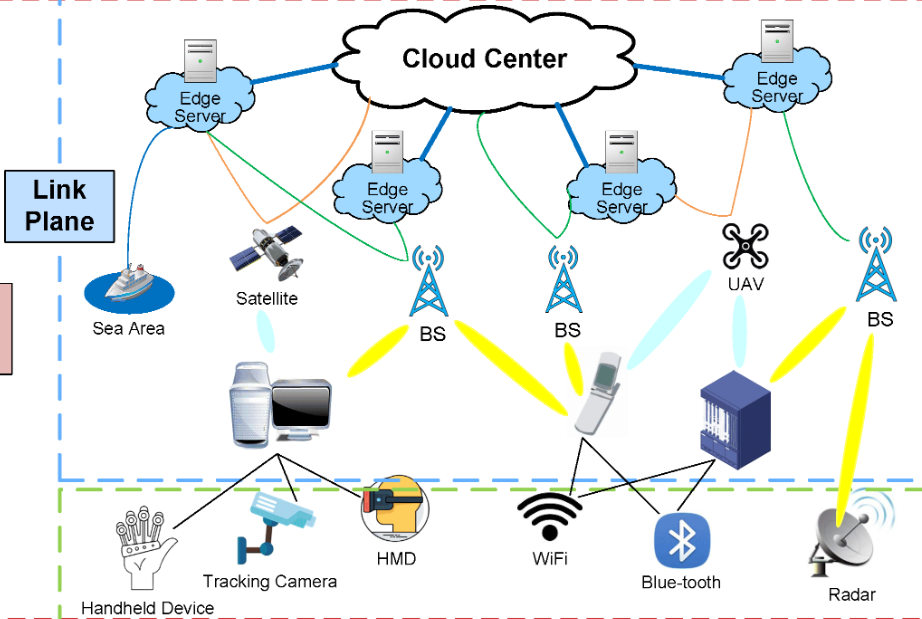 Cloud Center
Edge
Server
Edge
Server
Edge
Server
Edge
Server
Link
Plane
Satellite
UAV
Sea Area
BS
BS
BS
HMD
WiFi
Tracking Camera
Blue-tooth
Radar
Handheld Device